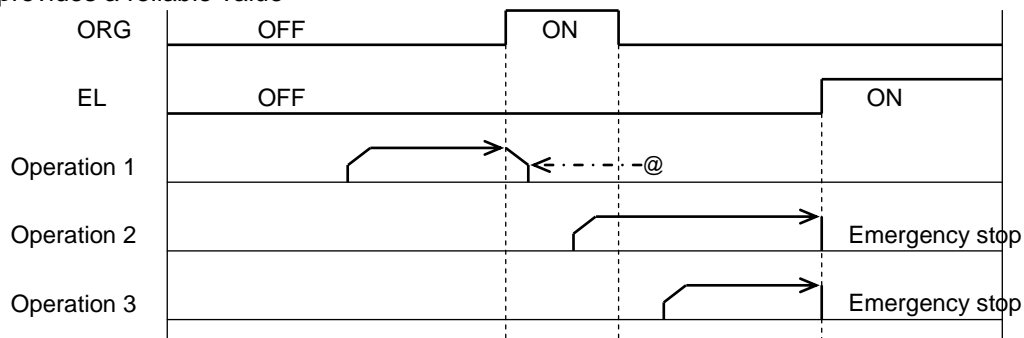 provides a reliable value
ORG OFF ON
EL OFF ON
Operation 1 @
Operation 2 Emergency stop
Operation 3 Emergency stop